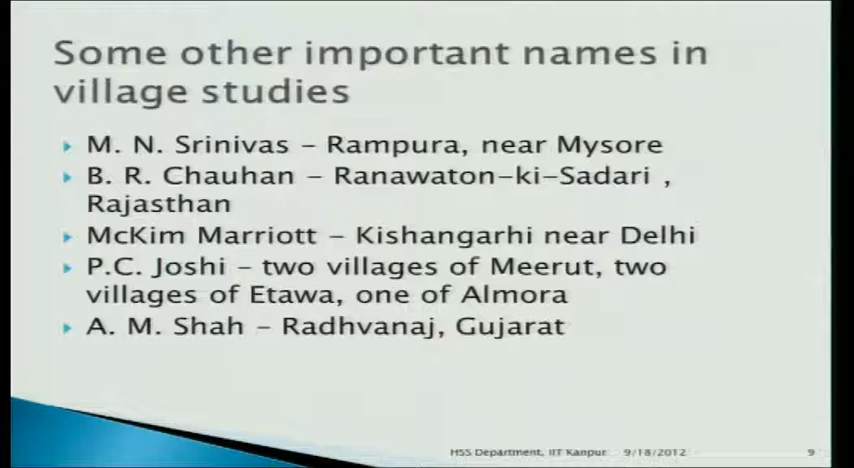 Some other important names in
village studies
M. N. Srinivas – Rampura, near Mysore
B. R. Chauhan – Ranawaton-ki-Sadari ,
Rajasthan
McKim Marriott – Kishangarhi near Delhi
P.C. Joshi – two villages of Meerut, two
villages of Etawa, one of Almora
A. M. Shah – Radhvanaj, Gujarat
HSS Department, IIT Kanpur 9/18/2012 9